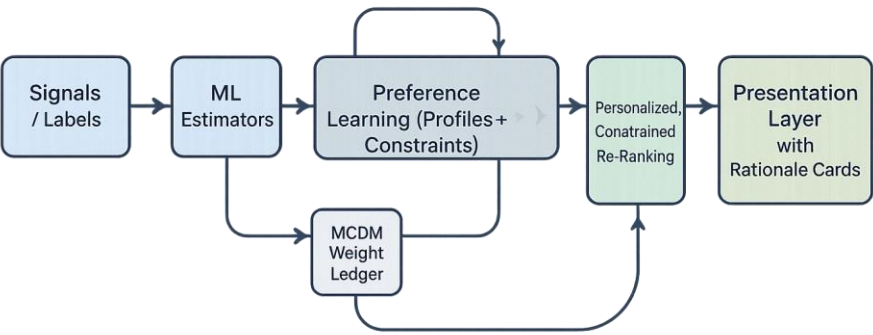 Signals
/ Labels
ML
Estimators
Preference
Learning (Profiles+
Constraints)
MCDM
Weight
Ledger
Personalized,
Conatrained
Re-Ranking
Presentation
Layer
with
Rationale Cards